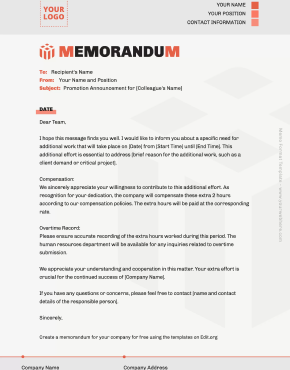 YOUR
LOGO
YOUR NAME
YOUR POSITION
CONTACT INFORMATION
MEMORANDUM
To: Recipient's Name
From: Your Name and Position
Subject: Promotion Announcement for [Colleague's Name]
DATE
Dear Team,
I hope this message finds you well. I would like to inform you about a specific need for
additional work that will take place on [Date] from [Start Time] until [End Time]. This
additional effort is essential to address [brief reason for the additional work, such as a
client demand or critical project].
Compensation:
We sincerely appreciate your willingness to contribute to this additional effort. As
recognition for your dedication, the company will compensate these extra 2 hours
according to our compensation policies. The extra hours will be paid at the corresponding
rate.
Overtime Record:
Please ensure accurate recording of the extra hours worked during this period. The
human resources department will be available for any inquiries related to overtime
submission.
We appreciate your understanding and cooperation in this matter. Your extra effort is
crucial for the continued success of [Company Name].
If you have any questions or concerns, please feel free to contact [name and contact
details of the responsible person].
Sincerely,
Create a memorandum for your company for free using the templates on Edit.org
Company Name
Company Address